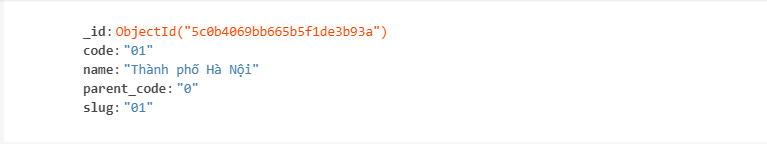 _id: ObjectId("5c0b4069bb665b5f1de3b93a")
code: "01"
name: "Thành phố Hà Nội"
parent_code: "0"
slug: "01"